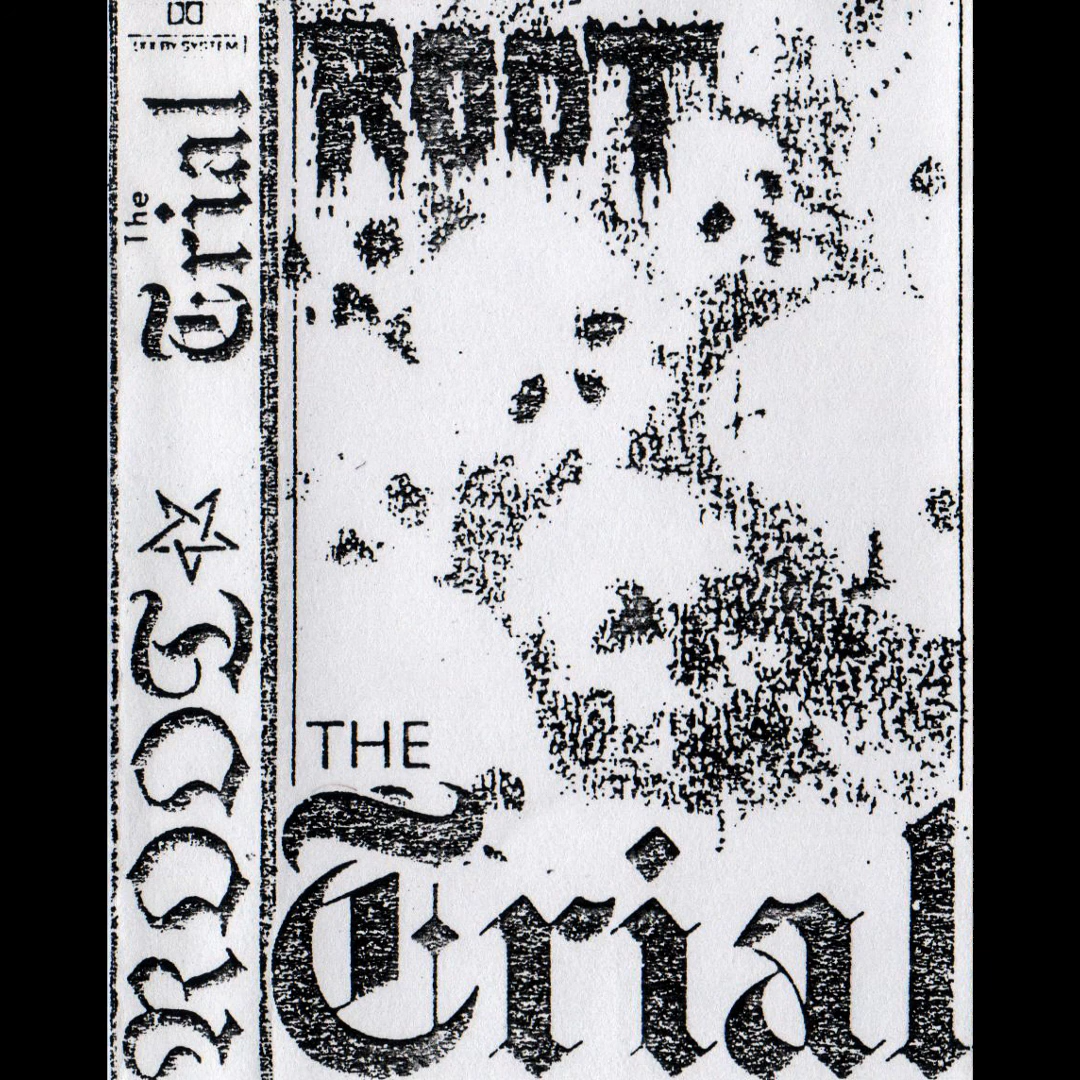 DOLBY SYSTEM
The
Trial
ROOT
ROOT
THE
Trial